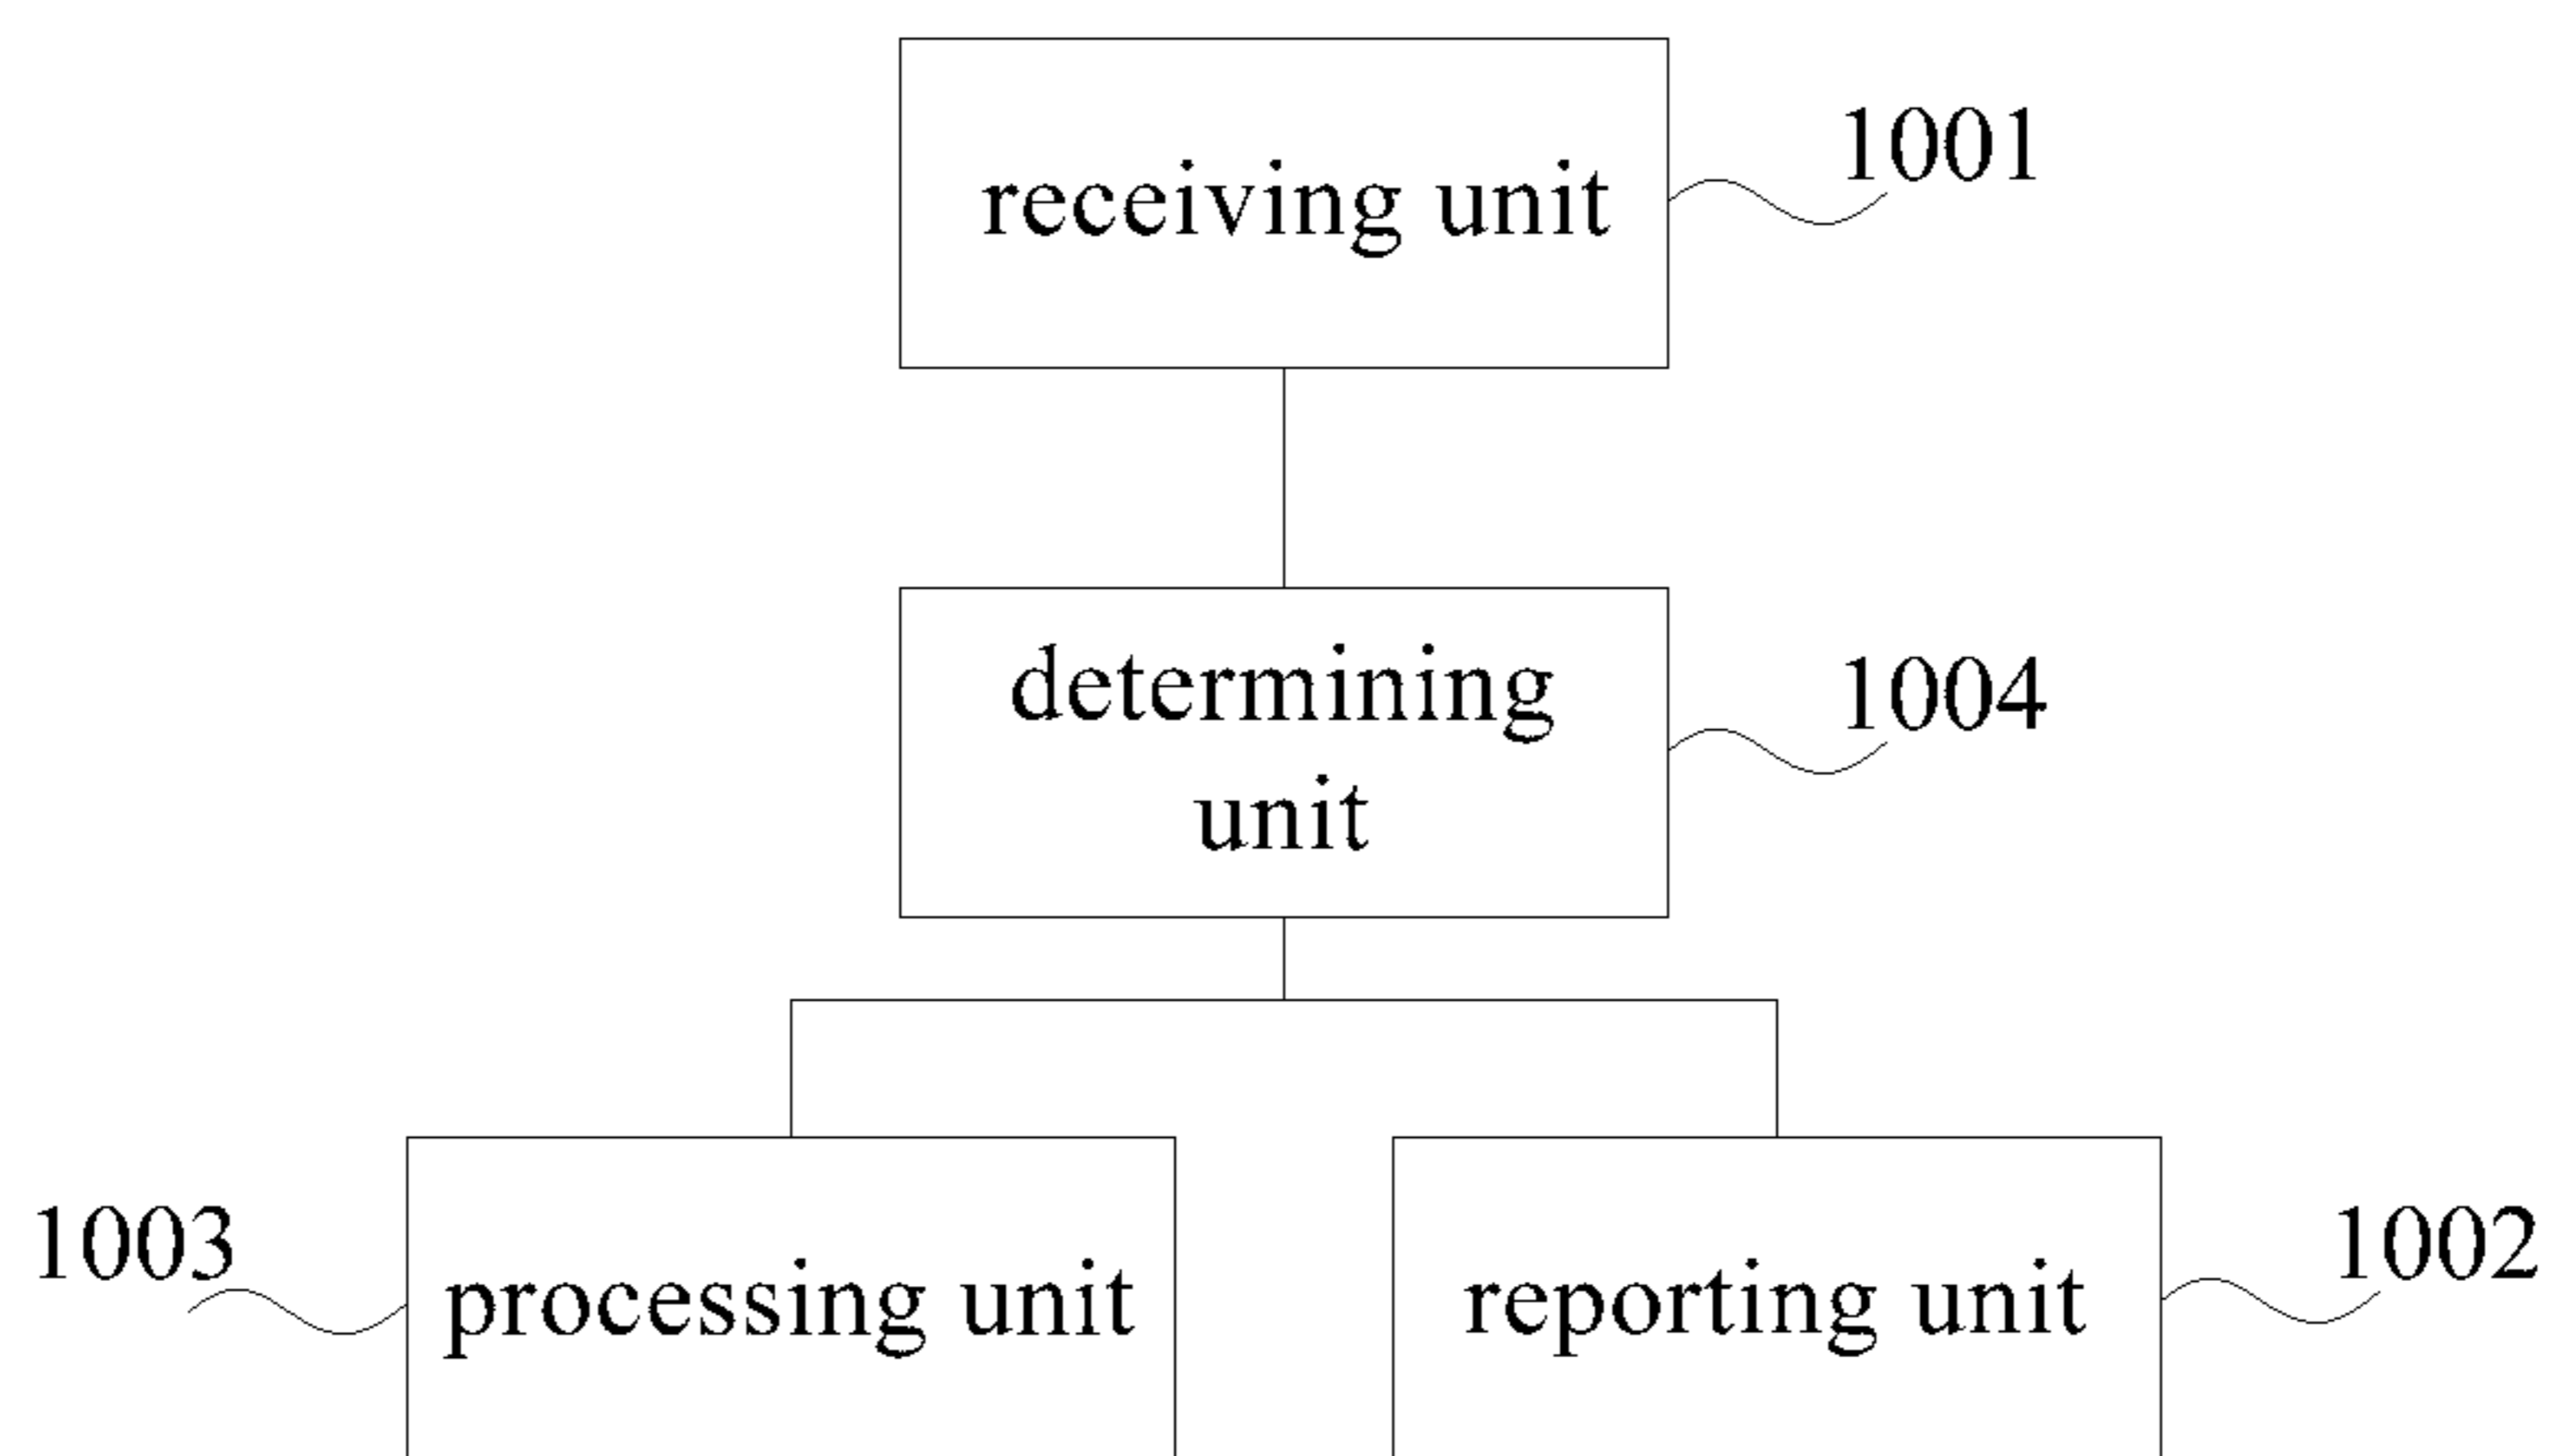 receiving unit
1001
determining
unit
1004
1003
processing unit
reporting unit
1002